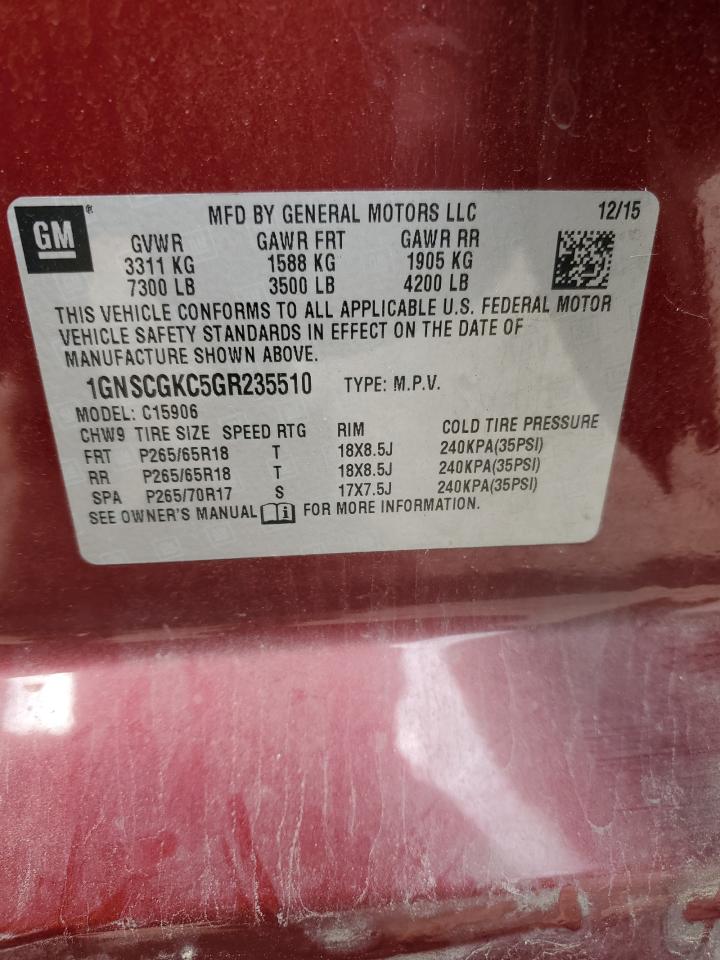 GM ® MFD BY GENERAL MOTORS LLC 12/15
GVWR GAWR FRT GAWR RR
3311 KG 1588 KG 1905 KG
7300 LB 3500 LB 4200 LB
THIS VEHICLE CONFORMS TO ALL APPLICABLE U.S. FEDERAL MOTOR
VEHICLE SAFETY STANDARDS IN EFFECT ON THE DATE OF
MANUFACTURE SHOWN ABOVE.
1GNSCGKC5GR235510 TYPE: M.P.V.
MODEL: C15906
CHW9 TIRE SIZE SPEED RTG RIM COLD TIRE PRESSURE
FRT P265/65R18 T 18X8.5J 240KPA(35PSI)
RR P265/65R18 T 18X8.5J 240KPA(35PSI)
SPA P265/70R17 S 17X7.5J 240KPA(35PSI)
SEE OWNER'S MANUAL i FOR MORE INFORMATION.